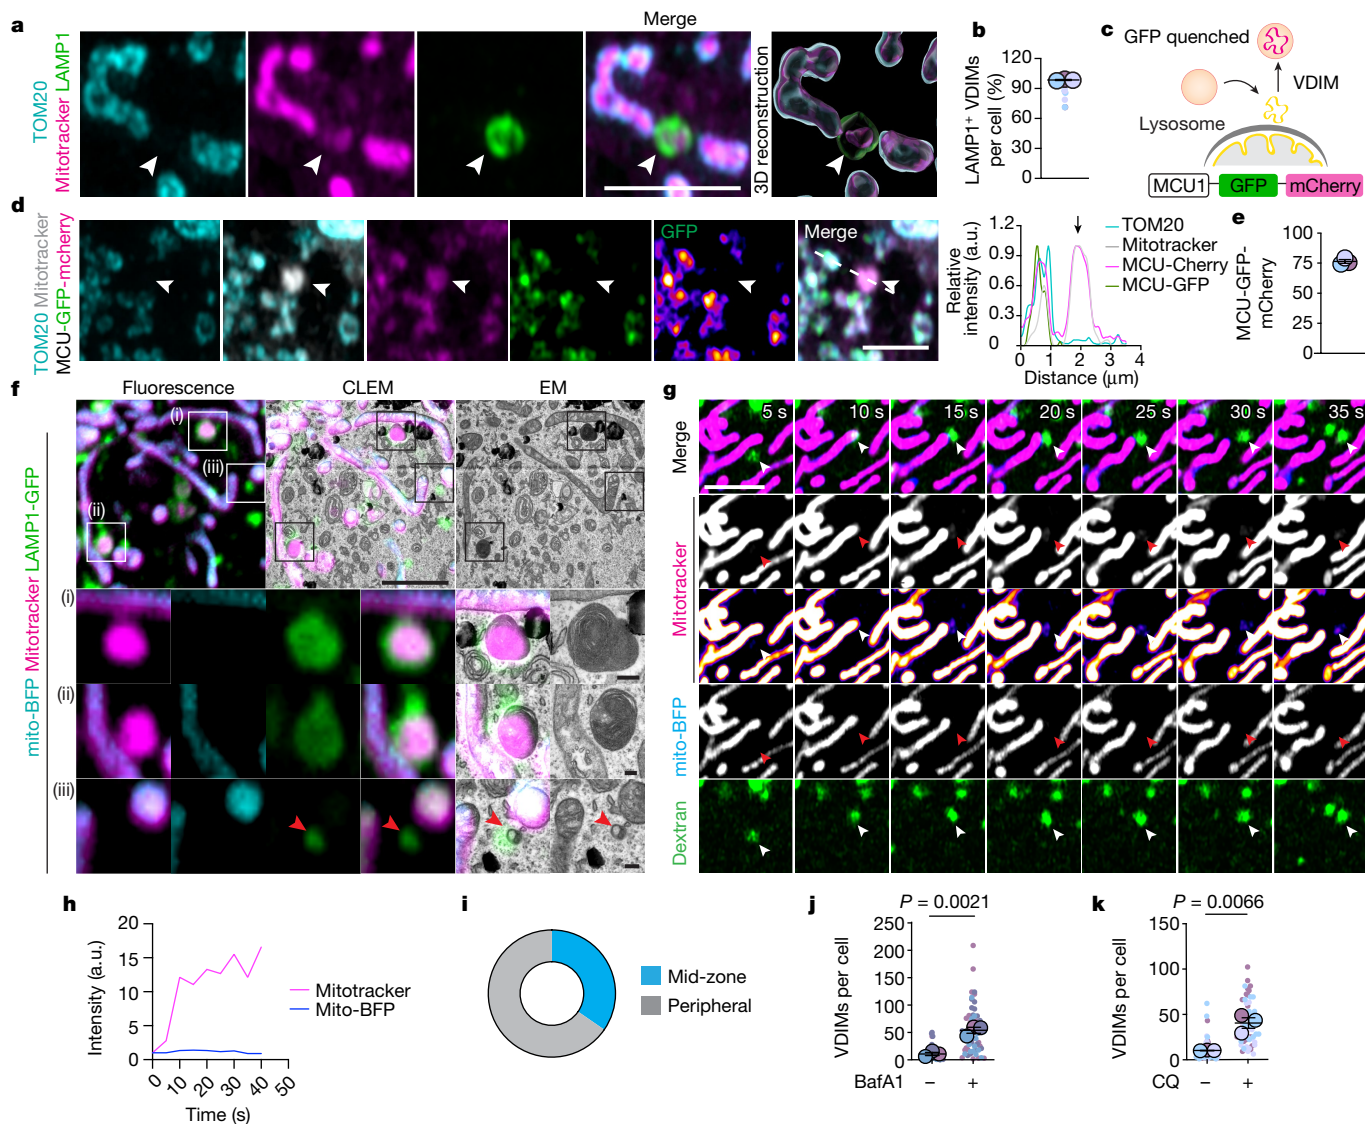 a
TOM20
Mitotracker LAMP1
Merge
3D reconstruction
b
LAMP1+ VDIMs
per cell (%)
120
90
60
30
0
c
GFP quenched
VDIM
Lysosome
MCU1
GFP
mCherry
d
TOM20 Mitotracker
MCU-GFP-mcherry
GFP
Merge
Relative
intensity (a.u.)
1.2
0.9
0.6
0.3
0
0 1 2 3 4
Distance (μm)
TOM20
Mitotracker
MCU-Cherry
MCU-GFP
e
MCU-GFP-
mCherry
100
75
50
25
0
f
Fluorescence
CLEM
EM
mito-BFP Mitotracker LAMP1-GFP
(i)
(iii)
(ii)
(i)
(ii)
(iii)
g
5 s
10 s
15 s
20 s
25 s
30 s
35 s
Merge
Mitotracker
mito-BFP
Dextran
h
Intensity (a.u.)
20
15
10
5
0
0 10 20 30 40 50
Time (s)
Mitotracker
Mito-BFP
i
Mid-zone
Peripheral
j
P = 0.0021
VDIMs per cell
250
200
150
100
50
0
BafA1 – +
k
P = 0.0066
VDIMs per cell
150
100
50
0
CQ – +